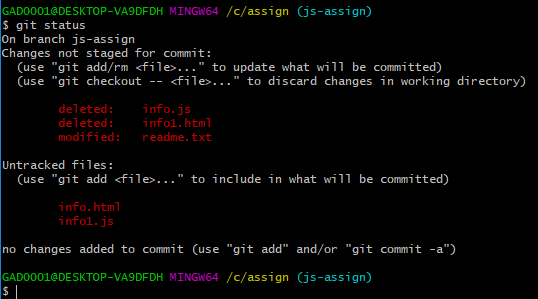 GADOOO1@DESKTOP-VA9DFDH MINGW64 /c/assign (js-assign)
$ git status
On branch js-assign
Changes not staged for commit:
  (use "git add/rm <file>..." to update what will be committed)
  (use "git checkout -- <file>..." to discard changes in working directory)
        deleted:    info.js
        deleted:    info1.html
        modified:   readme.txt
Untracked files:
  (use "git add <file>..." to include in what will be committed)
        info.html
        info1.js
no changes added to commit (use "git add" and/or "git commit -a")
GADOOO1@DESKTOP-VA9DFDH MINGW64 /c/assign (js-assign)
$